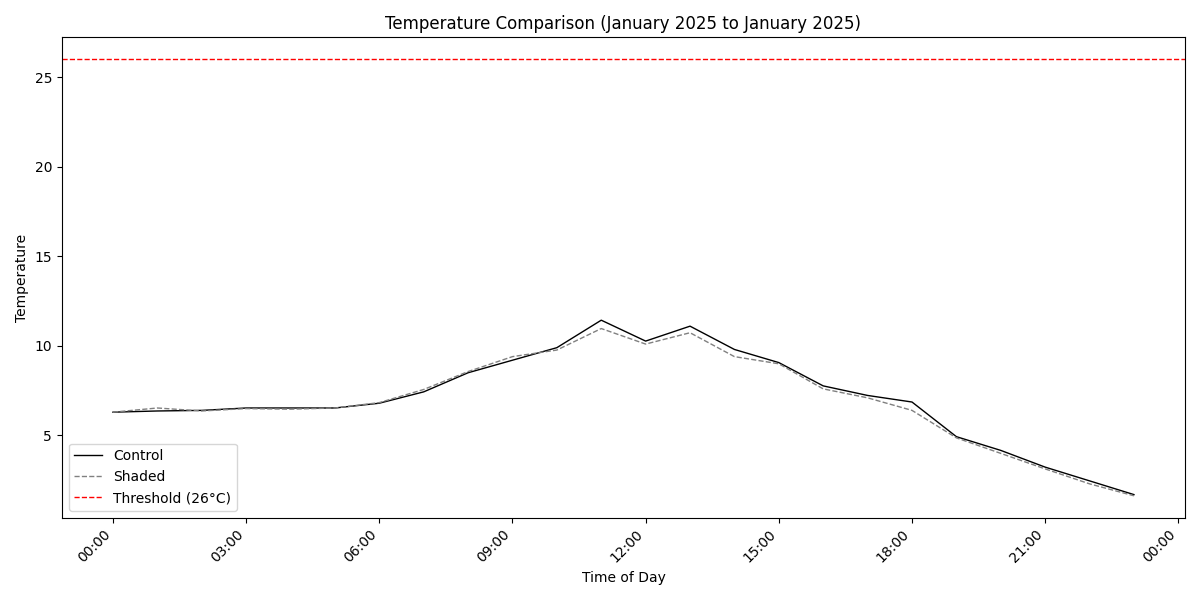 Temperature Comparison (January 2025 to January 2025)
Temperature
25
20
15
10
5
Control
Shaded
Threshold (26°C)
00:00
03:00
06:00
09:00
12:00
15:00
18:00
21:00
00:00
Time of Day